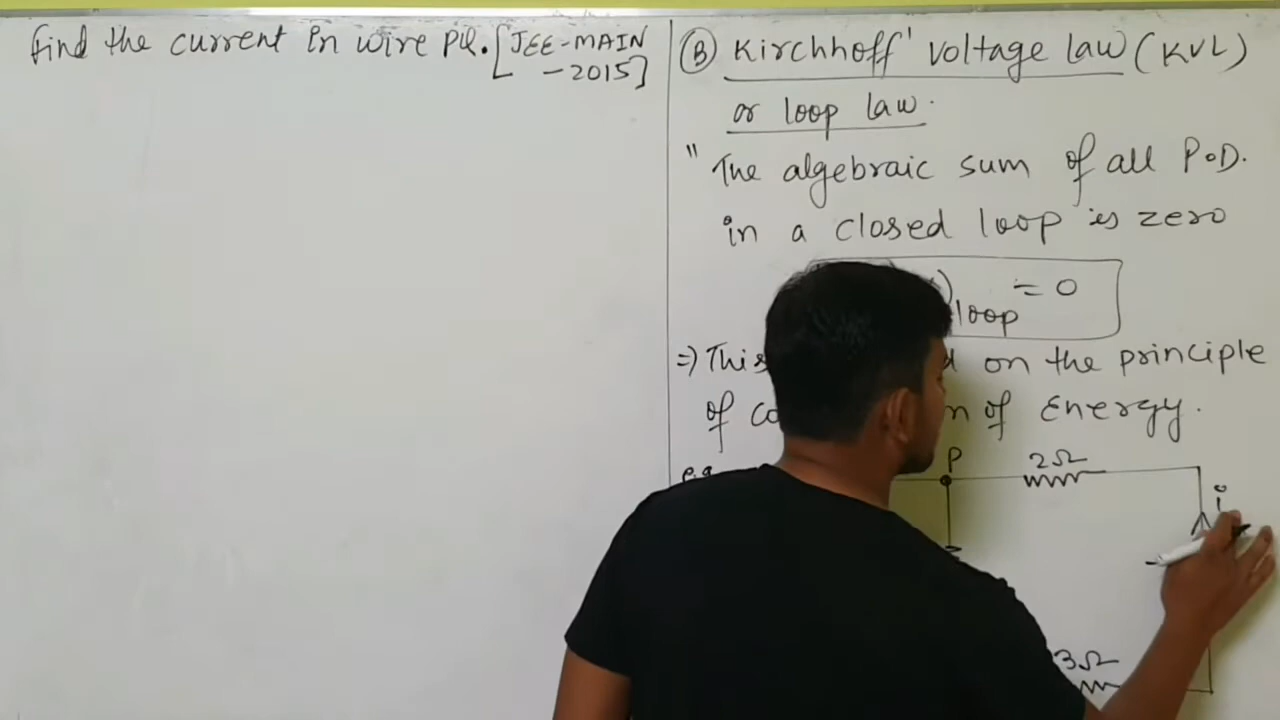 find the current in wire PQ. [JEE-MAIN
-2015]
(B) Kirchhoff' voltage law (KVL)
or loop law.
" The algebraic sum of all P.D.
in a closed loop is zero
loop = 0
=) This on the principle
of of Energy.
e.g.
P
2Ω
i
3Ω